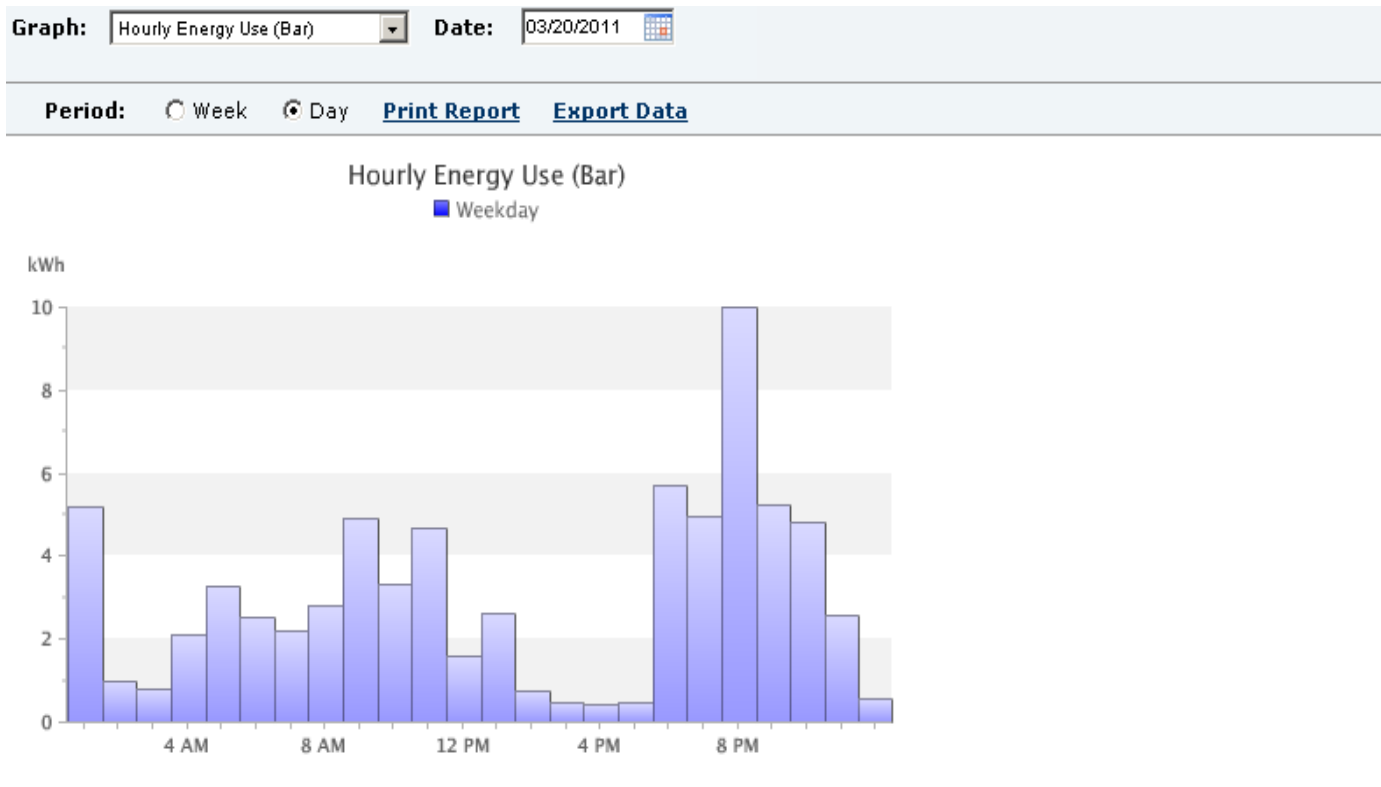 Graph: Hourly Energy Use (Bar) Date: 03/20/2011
Period: Week Day Print Report Export Data
Hourly Energy Use (Bar)
Weekday
kWh
10
8
6
4
2
0
4 AM 8 AM 12 PM 4 PM 8 PM